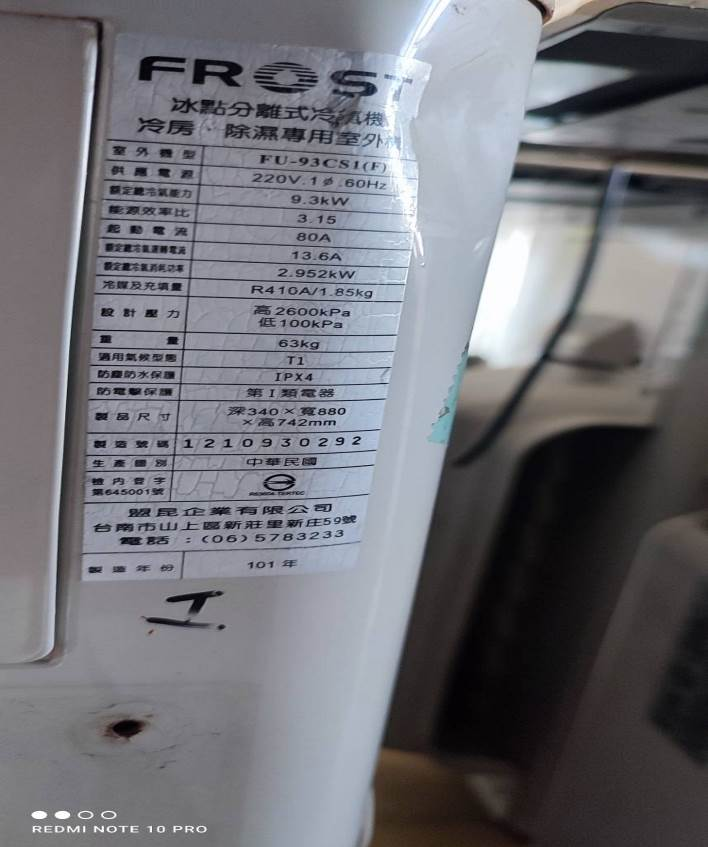 FROST
冰點分離式冷氣機
冷房 除濕專用室外機
室外機型 FU-93CS1(F)
供應電源 220V.1ø.60Hz
額定總冷氣能力 9.3kW
能源效率比 3.15
起動電流 80A
額定總冷氣運轉電流 13.6A
額定總冷氣消耗功率 2.952kW
冷媒及充填量 R410A/1.85kg
設計壓力 高2600kPa
低100kPa
重量 63kg
適用氣候型態 T1
防塵防水保護 IPX4
防電擊保護 第I類電器
製品尺寸 深340×寬880
×高742mm
製造號碼 1210930292
生產國別 中華民國
檢內管字
第645001號
盟昆企業有限公司
台南市山上區新莊里新庄59號
電話:(06)5783233
製造年份 101年
REDMI NOTE 10 PRO